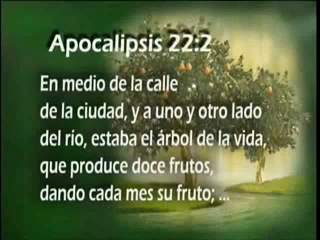 Apocalipsis 22:2
En medio de la calle
de la ciudad, y a uno y otro lado
del río, estaba el árbol de la vida,
que produce doce frutos,
dando cada mes su fruto; ...